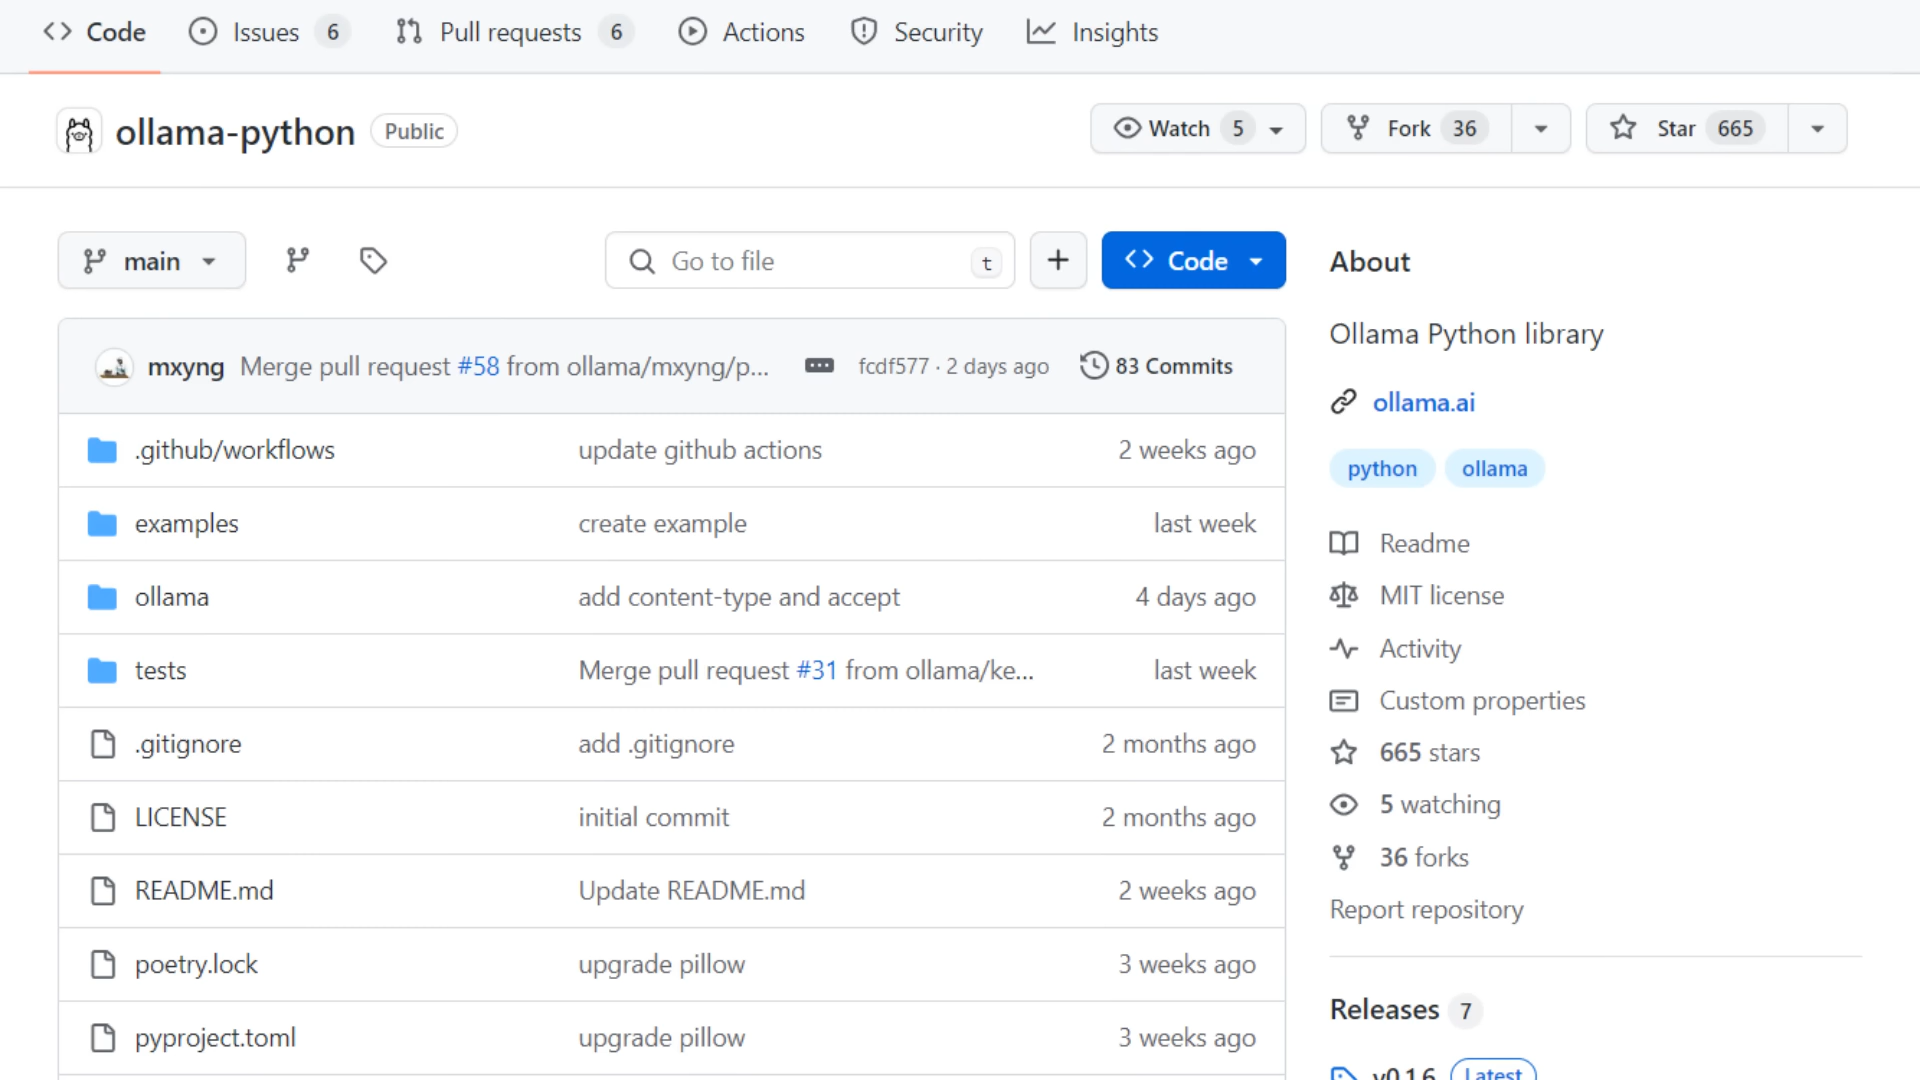 Code Issues 6 Pull requests 6 Actions Security Insights
ollama-python Public Watch 5 Fork 36 Star 665
main Go to file t + Code
mxyng Merge pull request #58 from ollama/mxyng/p... fcdf577 · 2 days ago 83 Commits
.github/workflows update github actions 2 weeks ago
examples create example last week
ollama add content-type and accept 4 days ago
tests Merge pull request #31 from ollama/ke... last week
.gitignore add .gitignore 2 months ago
LICENSE initial commit 2 months ago
README.md Update README.md 2 weeks ago
poetry.lock upgrade pillow 3 weeks ago
pyproject.toml upgrade pillow 3 weeks ago
About
Ollama Python library
ollama.ai
python ollama
Readme
MIT license
Activity
Custom properties
665 stars
5 watching
36 forks
Report repository
Releases 7
v0.1.6 Latest